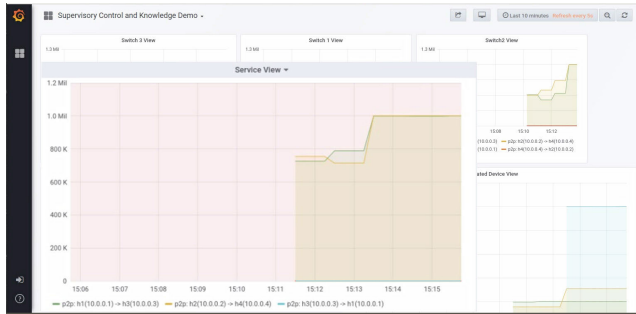 Supervisory Control and Knowledge Demo
Last 10 minutes Refresh every 5s
Switch 3 View
Switch 1 View
Switch2 View
1.3 Mil
1.3 Mil
1.2 Mil
Service View
1.2 Mil
1.0 Mil
800 K
600 K
400 K
200 K
0
15:06 15:07 15:08 15:09 15:10 15:11 15:12 15:13 15:14 15:15
p2p: h1(10.0.0.1) -> h3(10.0.0.3) p2p: h2(10.0.0.2) -> h4(10.0.0.4) p2p: h3(10.0.0.3) -> h1(10.0.0.1)
15:08 15:10 15:12
(10.0.0.3) p2p: h2(10.0.0.2) -> h4(10.0.0.4)
(10.0.0.1) p2p: h4(10.0.0.4) -> h2(10.0.0.2)
ated Device View